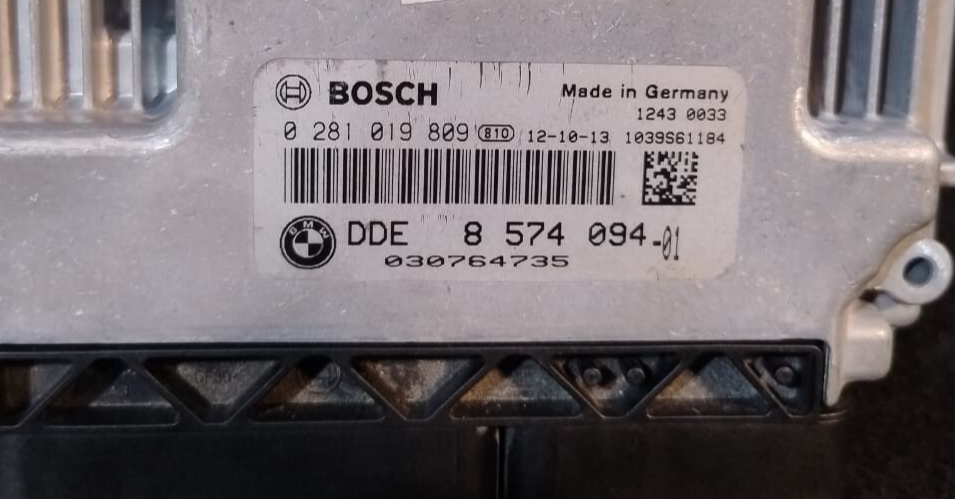 BOSCH
Made in Germany
1243 0033
0 281 019 809 810 12-10-13 1039S61184
BMW
DDE 8 574 094-01
030764735